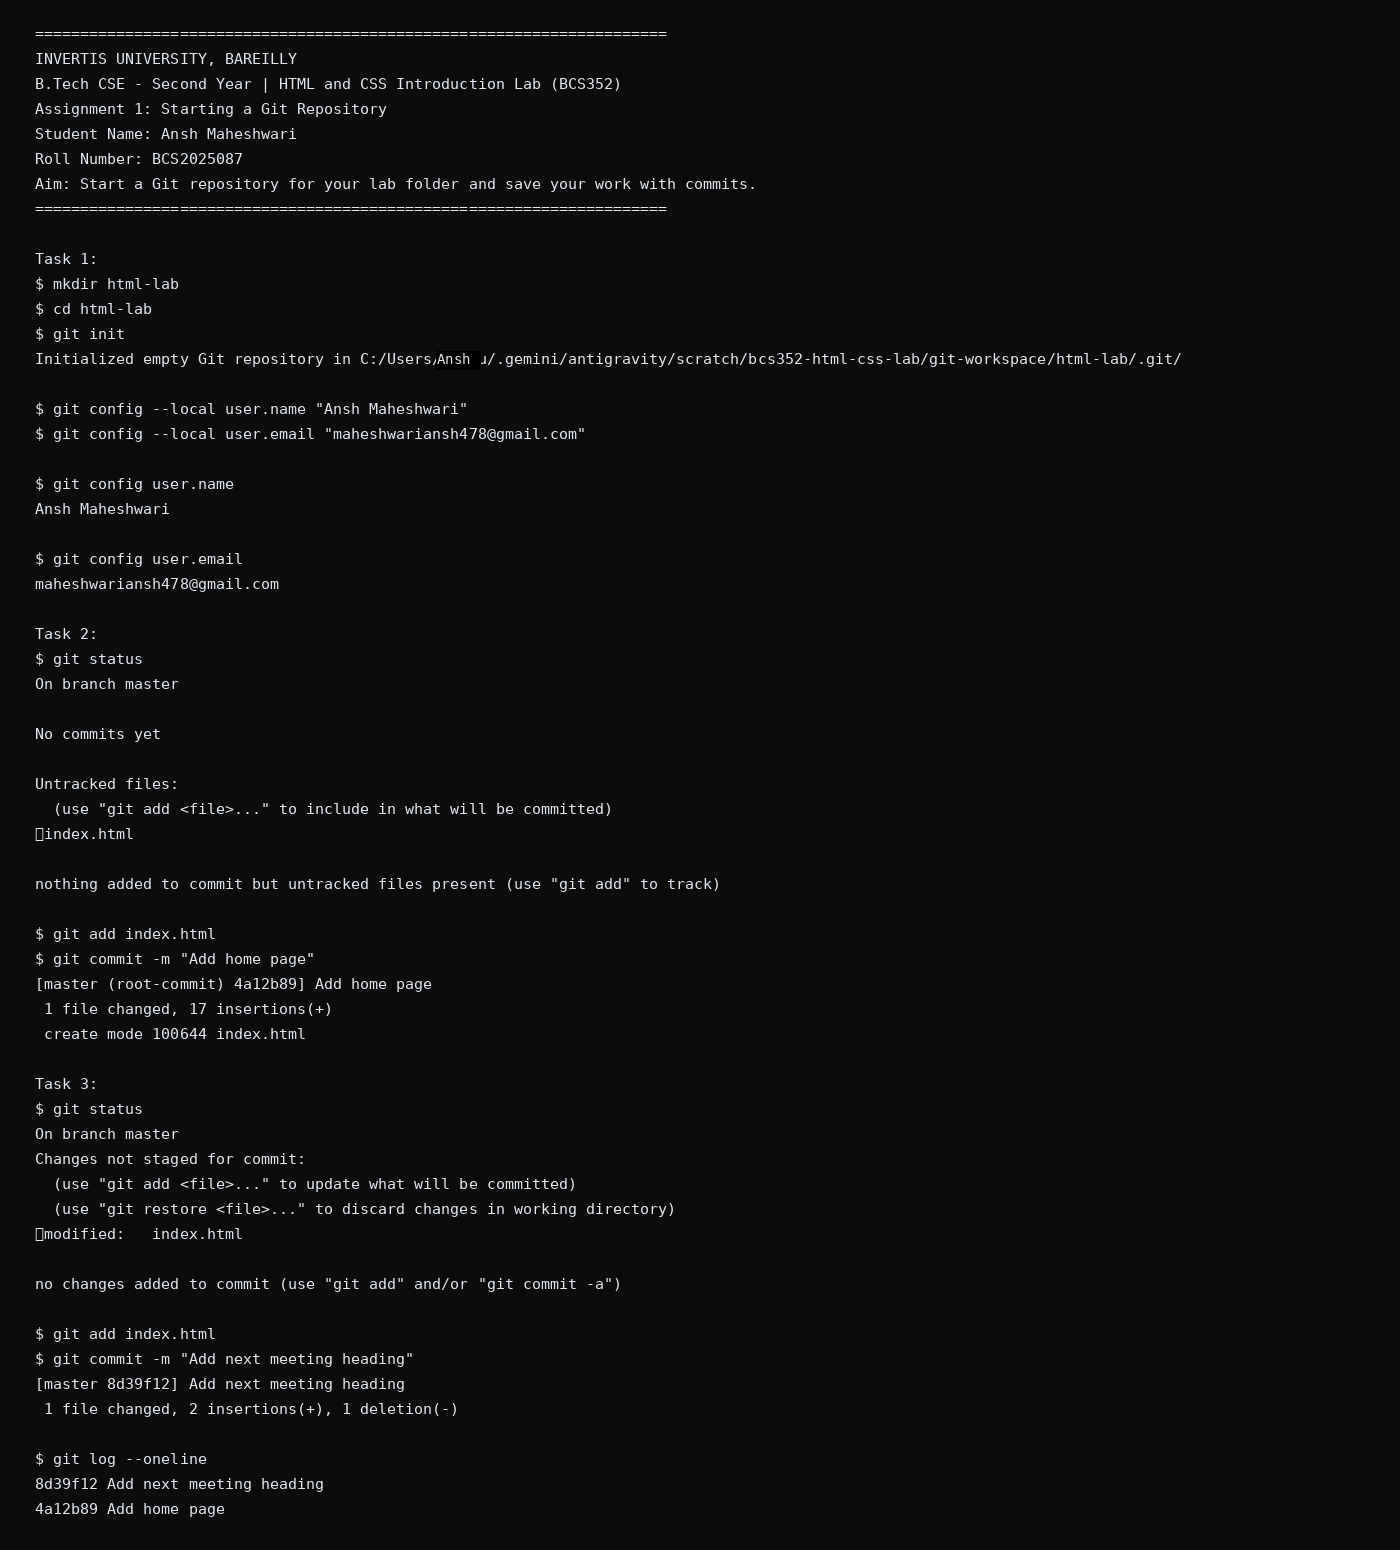 ======================================================================
INVERTIS UNIVERSITY, BAREILLY
B.Tech CSE - Second Year | HTML and CSS Introduction Lab (BCS352)
Assignment 1: Starting a Git Repository
Student Name: Ansh Maheshwari
Roll Number: BCS2025087
Aim: Start a Git repository for your lab folder and save your work with commits.
======================================================================
Task 1:
$ mkdir html-lab
$ cd html-lab
$ git init
Initialized empty Git repository in C:/Users/Ansh u/.gemini/antigravity/scratch/bcs352-html-css-lab/git-workspace/html-lab/.git/
$ git config --local user.name "Ansh Maheshwari"
$ git config --local user.email "maheshwariansh478@gmail.com"
$ git config user.name
Ansh Maheshwari
$ git config user.email
maheshwariansh478@gmail.com
Task 2:
$ git status
On branch master
No commits yet
Untracked files:
  (use "git add <file>..." to include in what will be committed)
index.html
nothing added to commit but untracked files present (use "git add" to track)
$ git add index.html
$ git commit -m "Add home page"
[master (root-commit) 4a12b89] Add home page
 1 file changed, 17 insertions(+)
 create mode 100644 index.html
Task 3:
$ git status
On branch master
Changes not staged for commit:
  (use "git add <file>..." to update what will be committed)
  (use "git restore <file>..." to discard changes in working directory)
modified:   index.html
no changes added to commit (use "git add" and/or "git commit -a")
$ git add index.html
$ git commit -m "Add next meeting heading"
[master 8d39f12] Add next meeting heading
 1 file changed, 2 insertions(+), 1 deletion(-)
$ git log --oneline
8d39f12 Add next meeting heading
4a12b89 Add home page